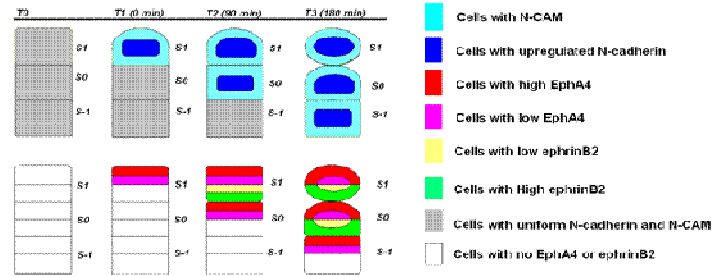 T0 T1 (0 min) T2 (90 min) T3 (180 min)
S1 S1 S1 S1
S0 S0 S0 S0
S-1 S-1 S-1 S-1
S1 S1 S1 S1
S0 S0 S0 S0
S-1 S-1 S-1 S-1
Cells with N-CAM
Cells with upregulated N-cadherin
Cells with high EphA4
Cells with low EphA4
Cells with low ephrinB2
Cells with High ephrinB2
Cells with uniform N-cadherin and N-CAM
Cells with no EphA4 or ephrinB2